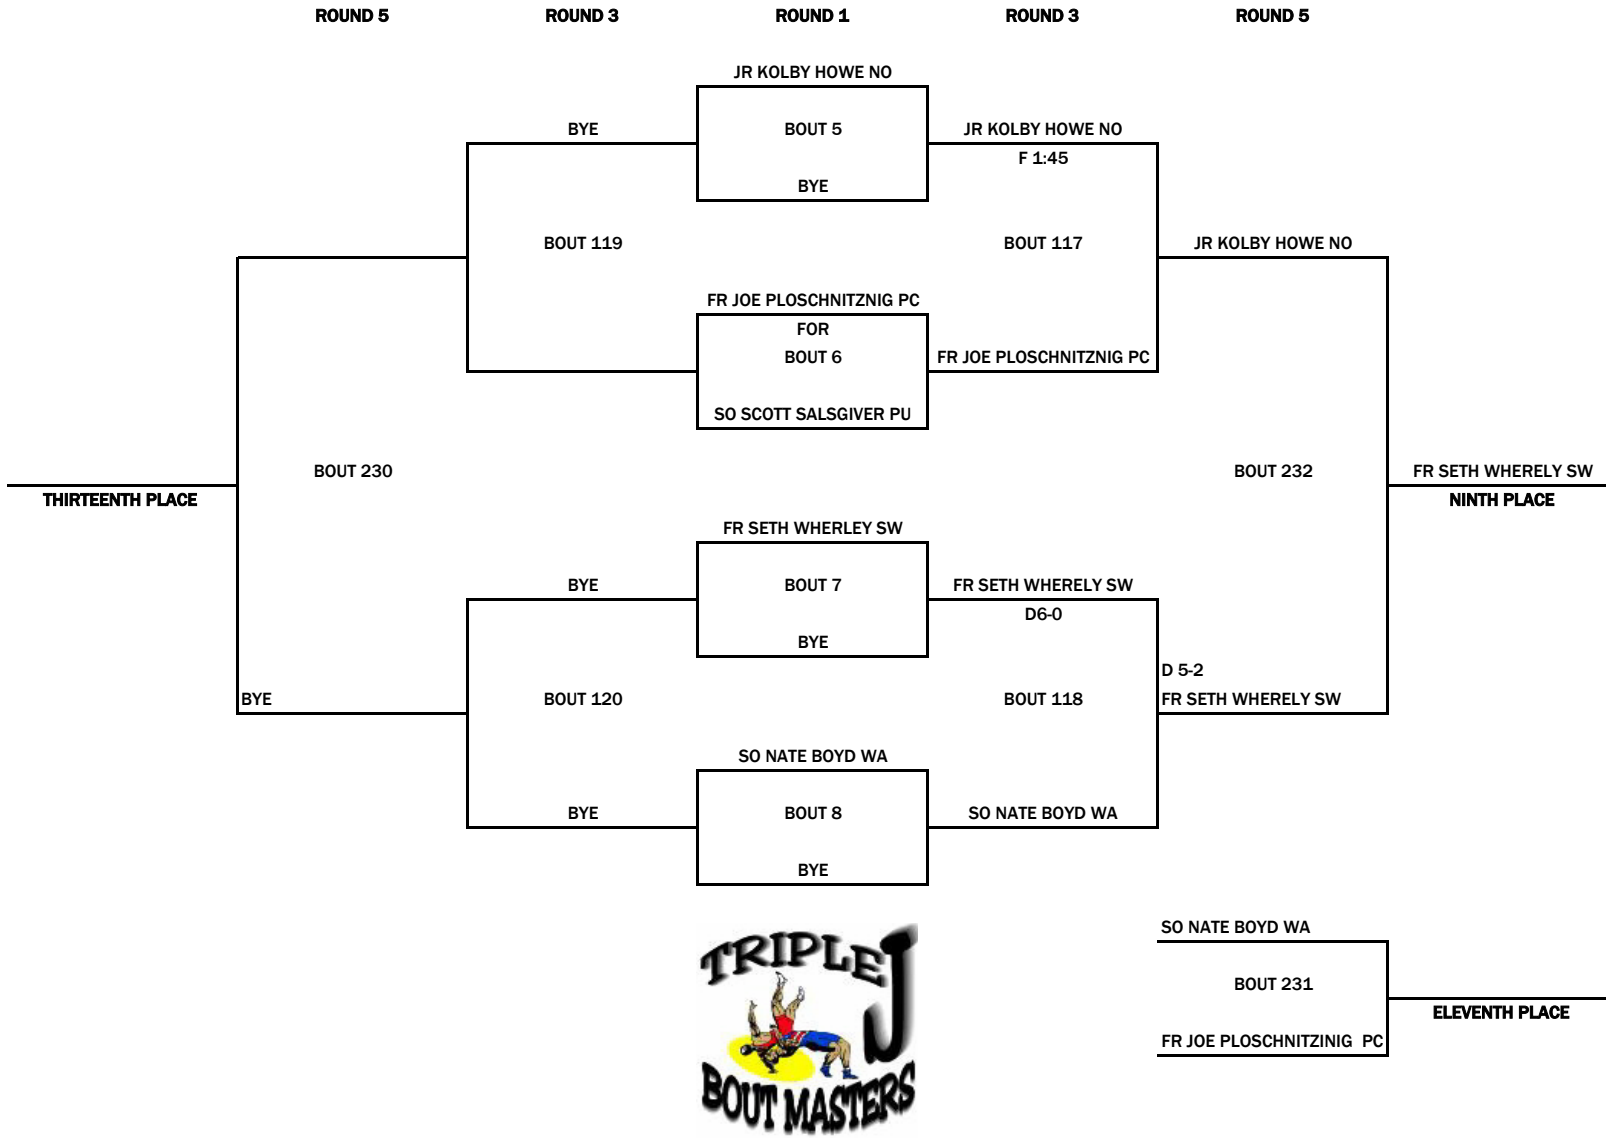 ROUND 5 ROUND 3 ROUND 1 ROUND 3 ROUND 5
JR KOLBY HOWE NO
BYE BOUT 5 JR KOLBY HOWE NO
F 1:45
BYE
BOUT 119 BOUT 117 JR KOLBY HOWE NO
FR JOE PLOSCHNITZNIG PC
FOR
BOUT 6 FR JOE PLOSCHNITZNIG PC
SO SCOTT SALSGIVER PU
BOUT 230 BOUT 232 FR SETH WHERELY SW
THIRTEENTH PLACE NINTH PLACE
FR SETH WHERLEY SW
BYE BOUT 7 FR SETH WHERELY SW
D6-0
BYE
D 5-2
BYE BOUT 120 BOUT 118 FR SETH WHERELY SW
SO NATE BOYD WA
BYE BOUT 8 SO NATE BOYD WA
BYE
SO NATE BOYD WA
TRIPLE J
BOUT 231
ELEVENTH PLACE
FR JOE PLOSCHNITZINIG PC
BOUT MASTERS